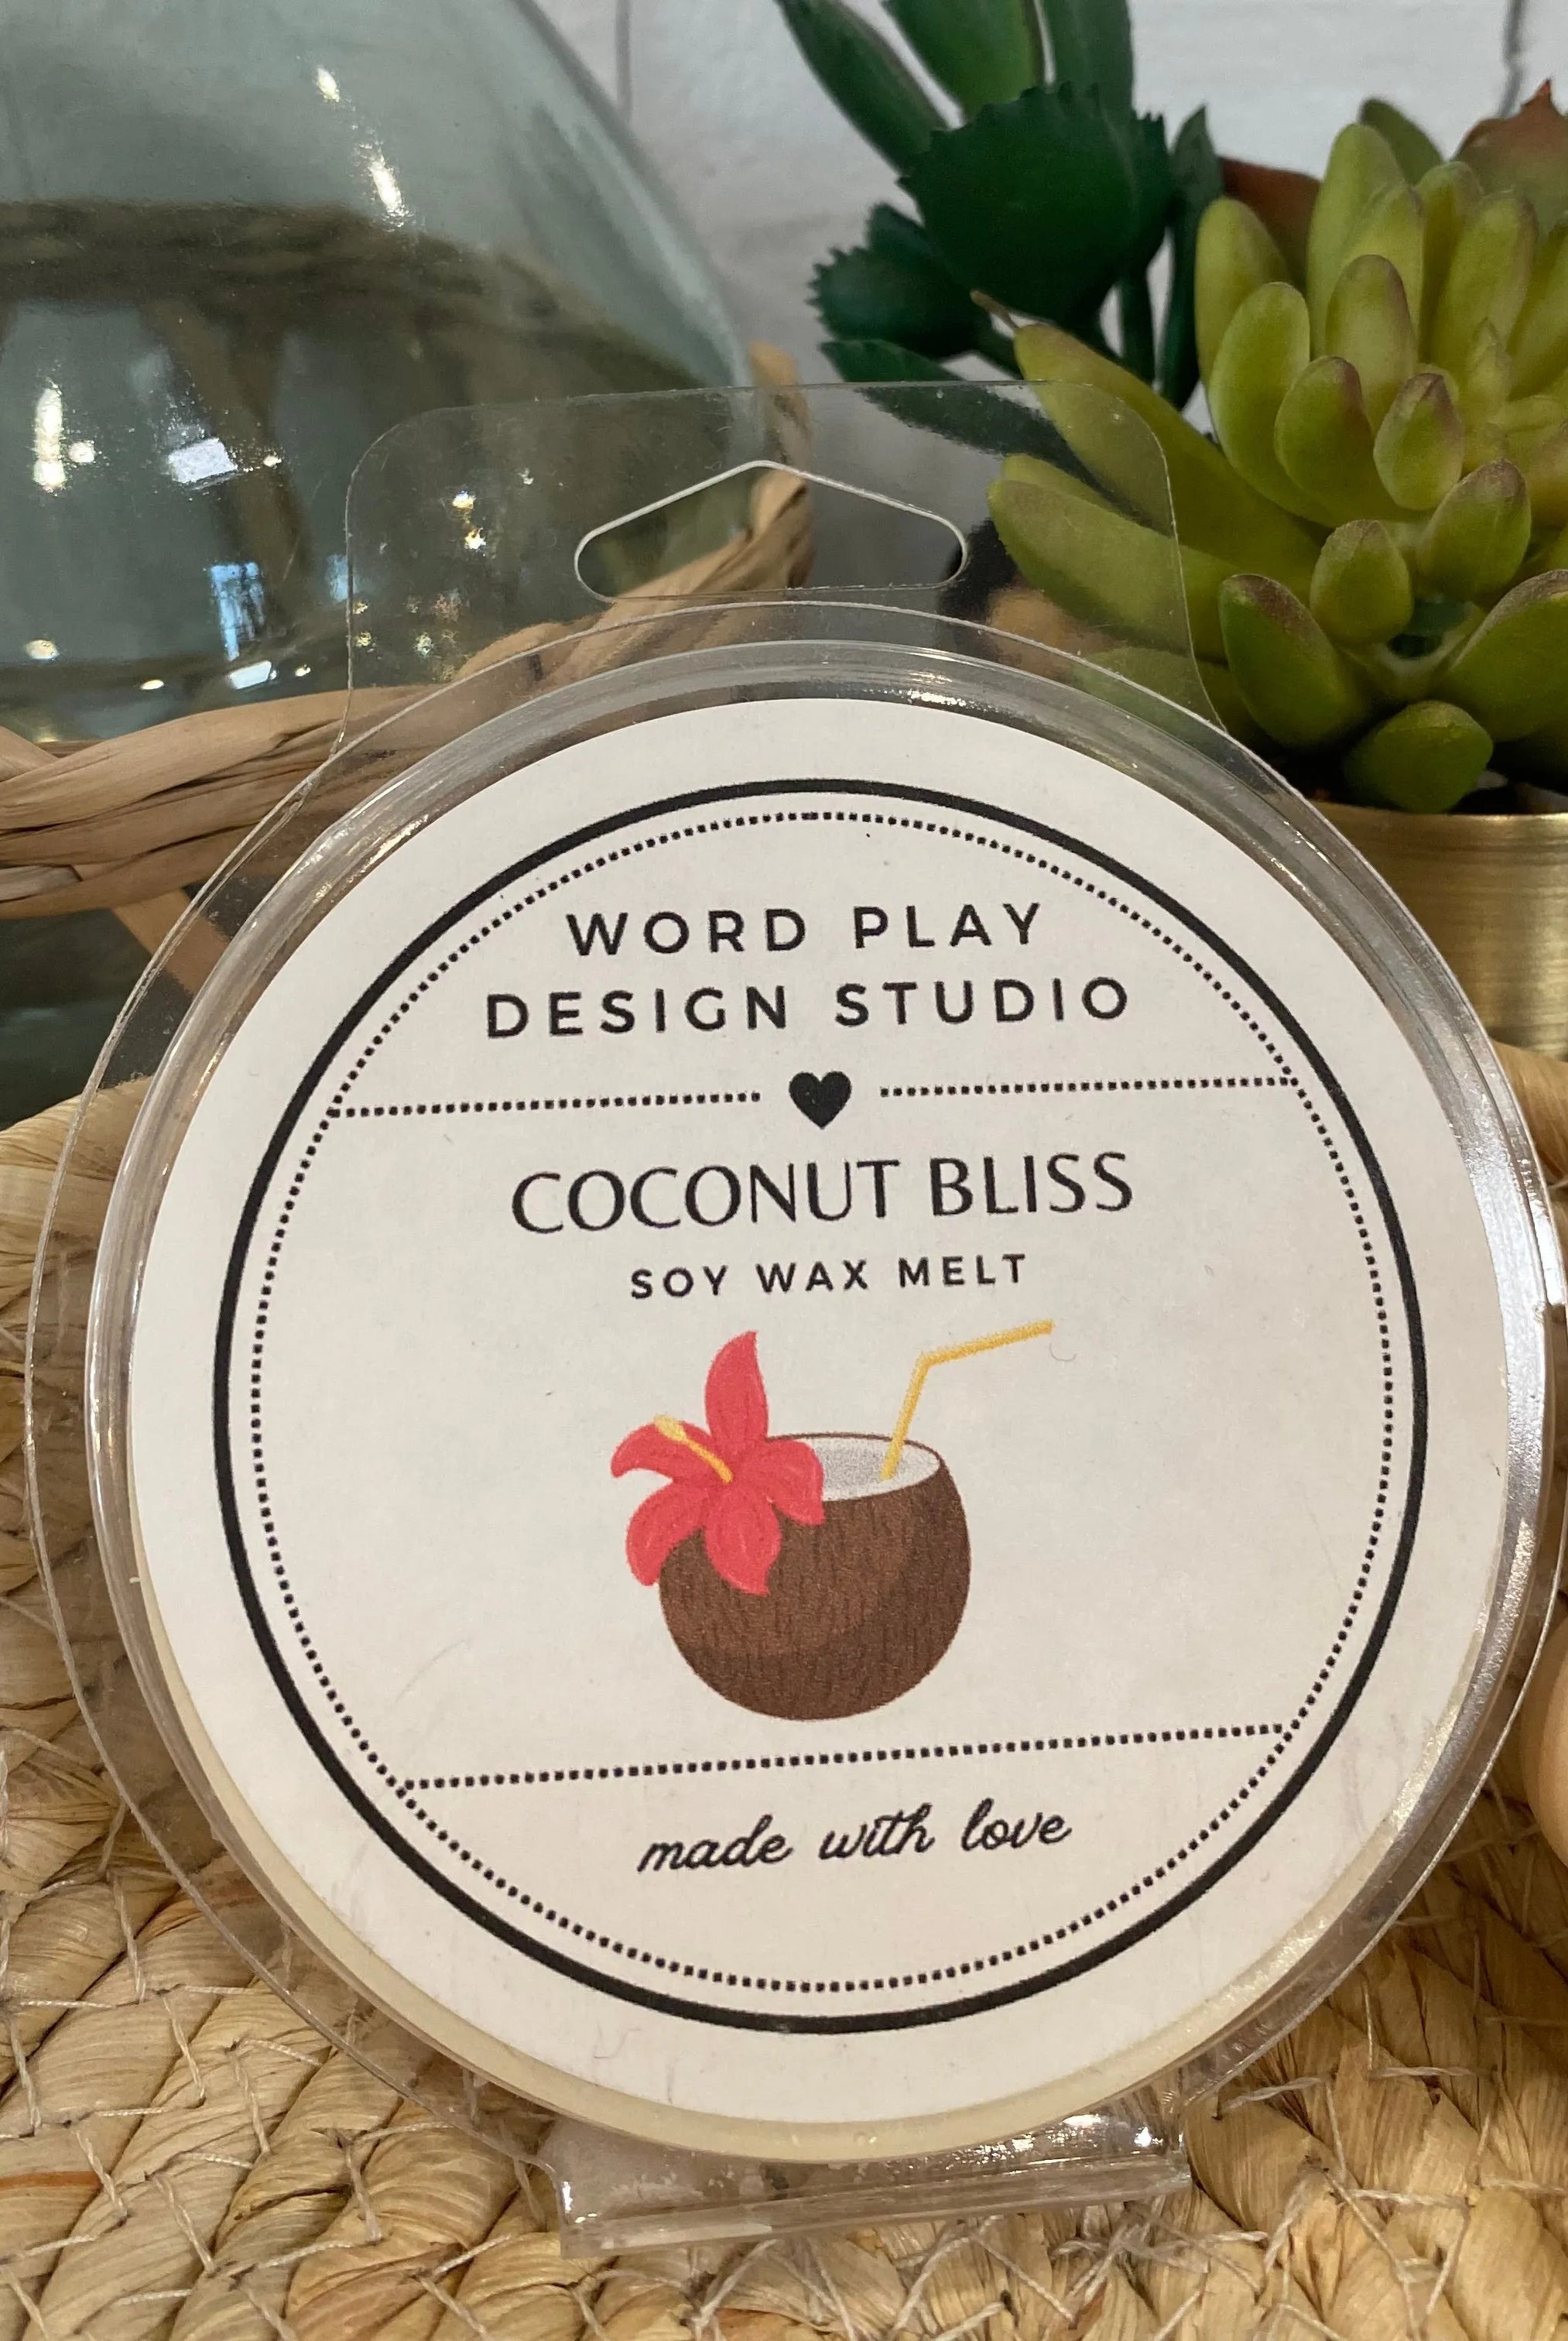 WORD PLAY
DESIGN STUDIO
COCONUT BLISS
SOY WAX MELT
made with love